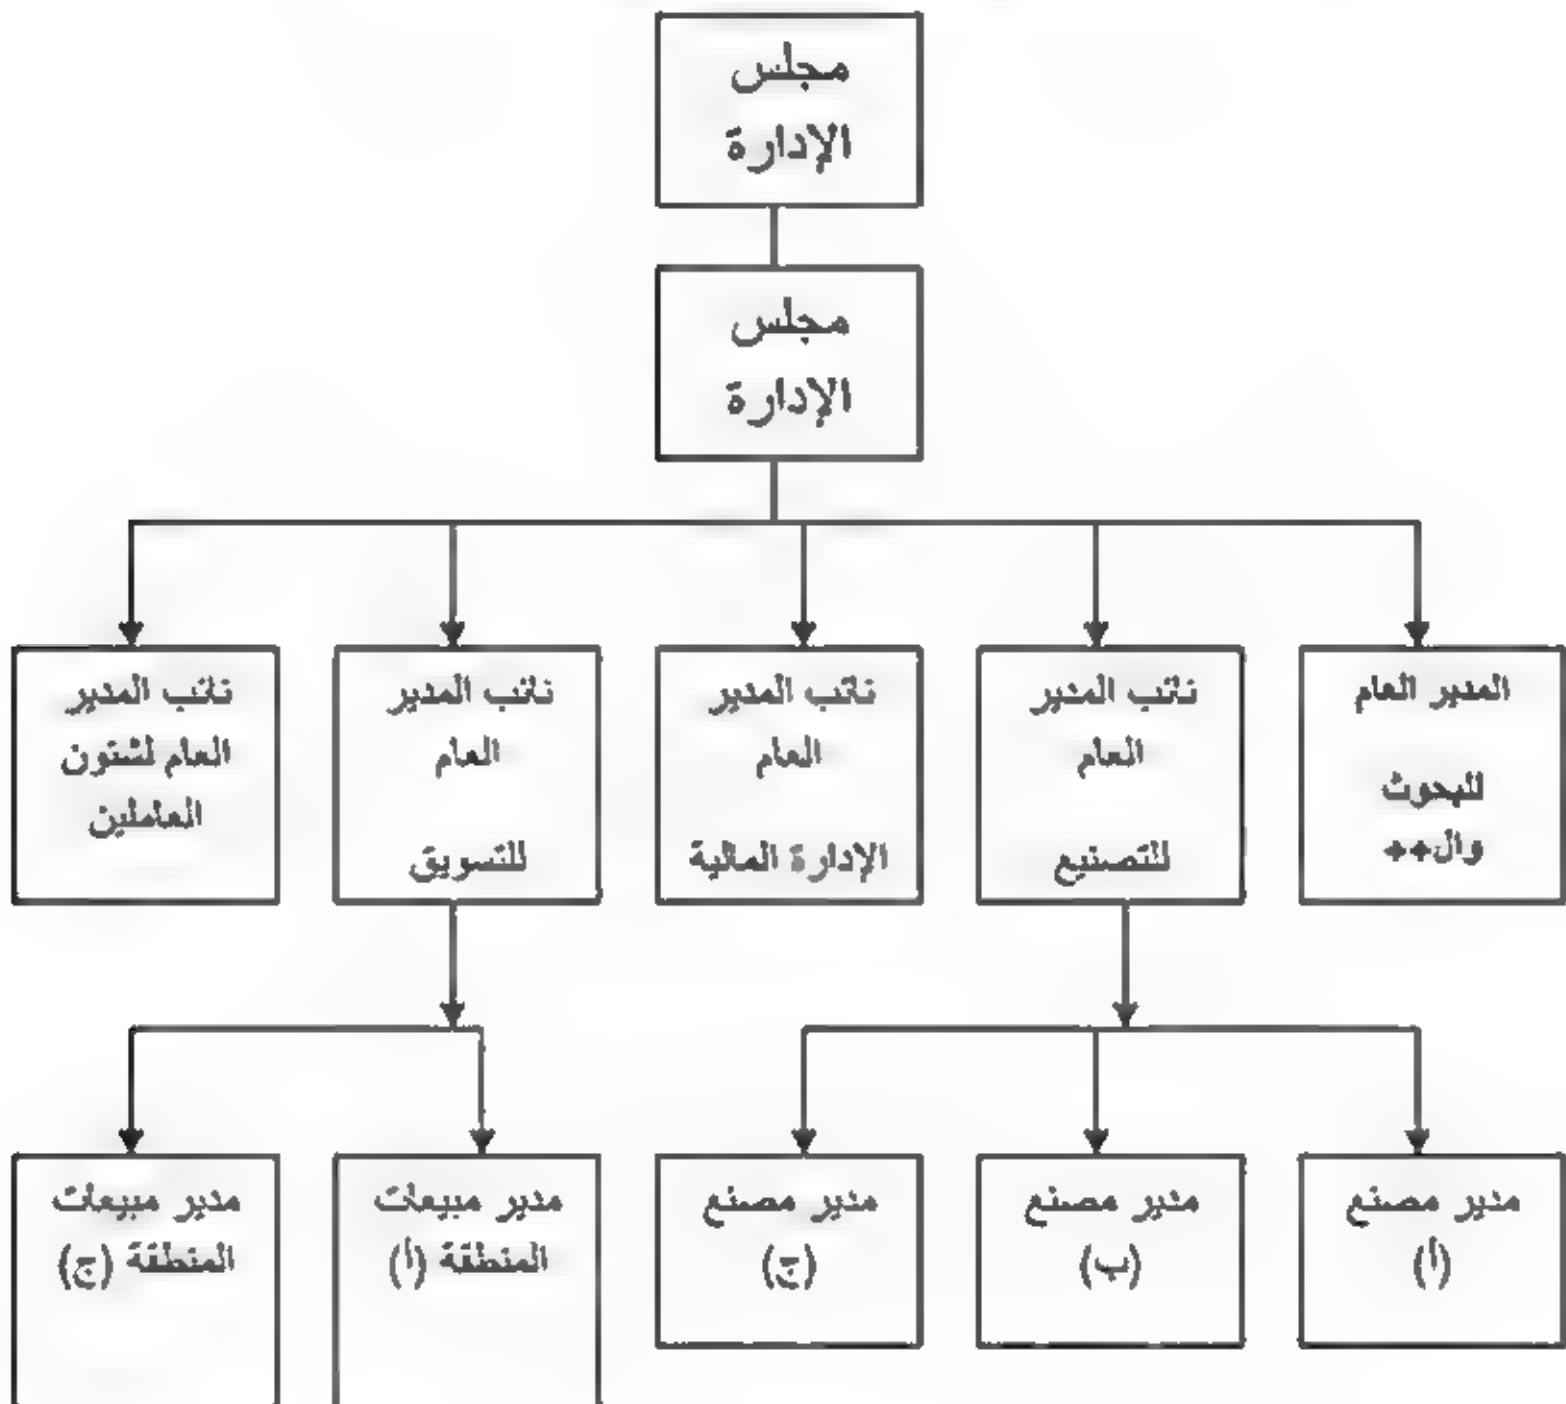 مجلس
الإدارة
مجلس
الإدارة
المدير العام
للبحوث
وال**
نائب المدير
العام
للتصنيع
نائب المدير
العام
الإدارة المالية
نائب المدير
العام
للتسويق
نائب المدير
العام لشئون
العاملين
مدير مصنع
(أ)
مدير مصنع
(ب)
مدير مصنع
(ج)
مدير مبيعات
المنطقة (أ)
مدير مبيعات
المنطقة (ج)